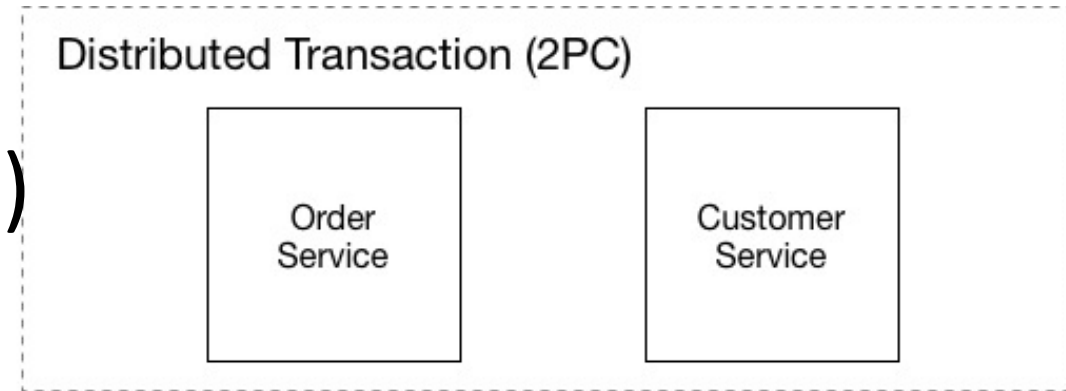 Distributed Transaction (2PC)
)
Order
Service
Customer
Service